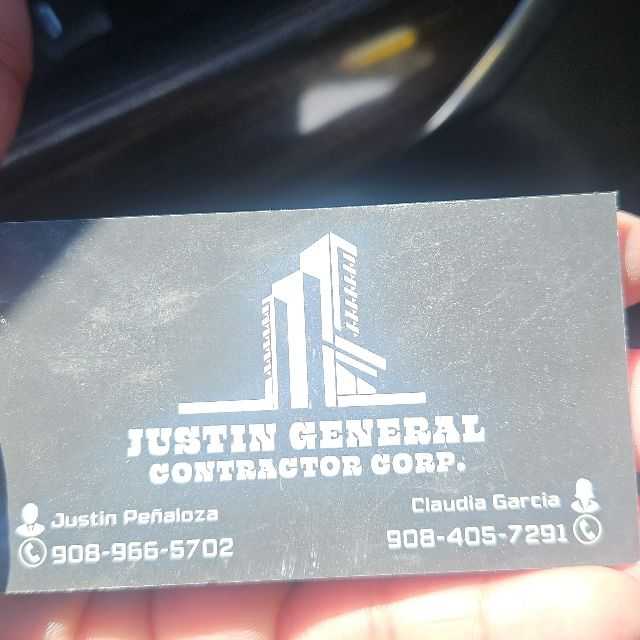 JUSTIN GENERAL
CONTRACTOR CORP.
Justin Peñaloza
908-966-5702
Claudia Garcia
908-405-7291